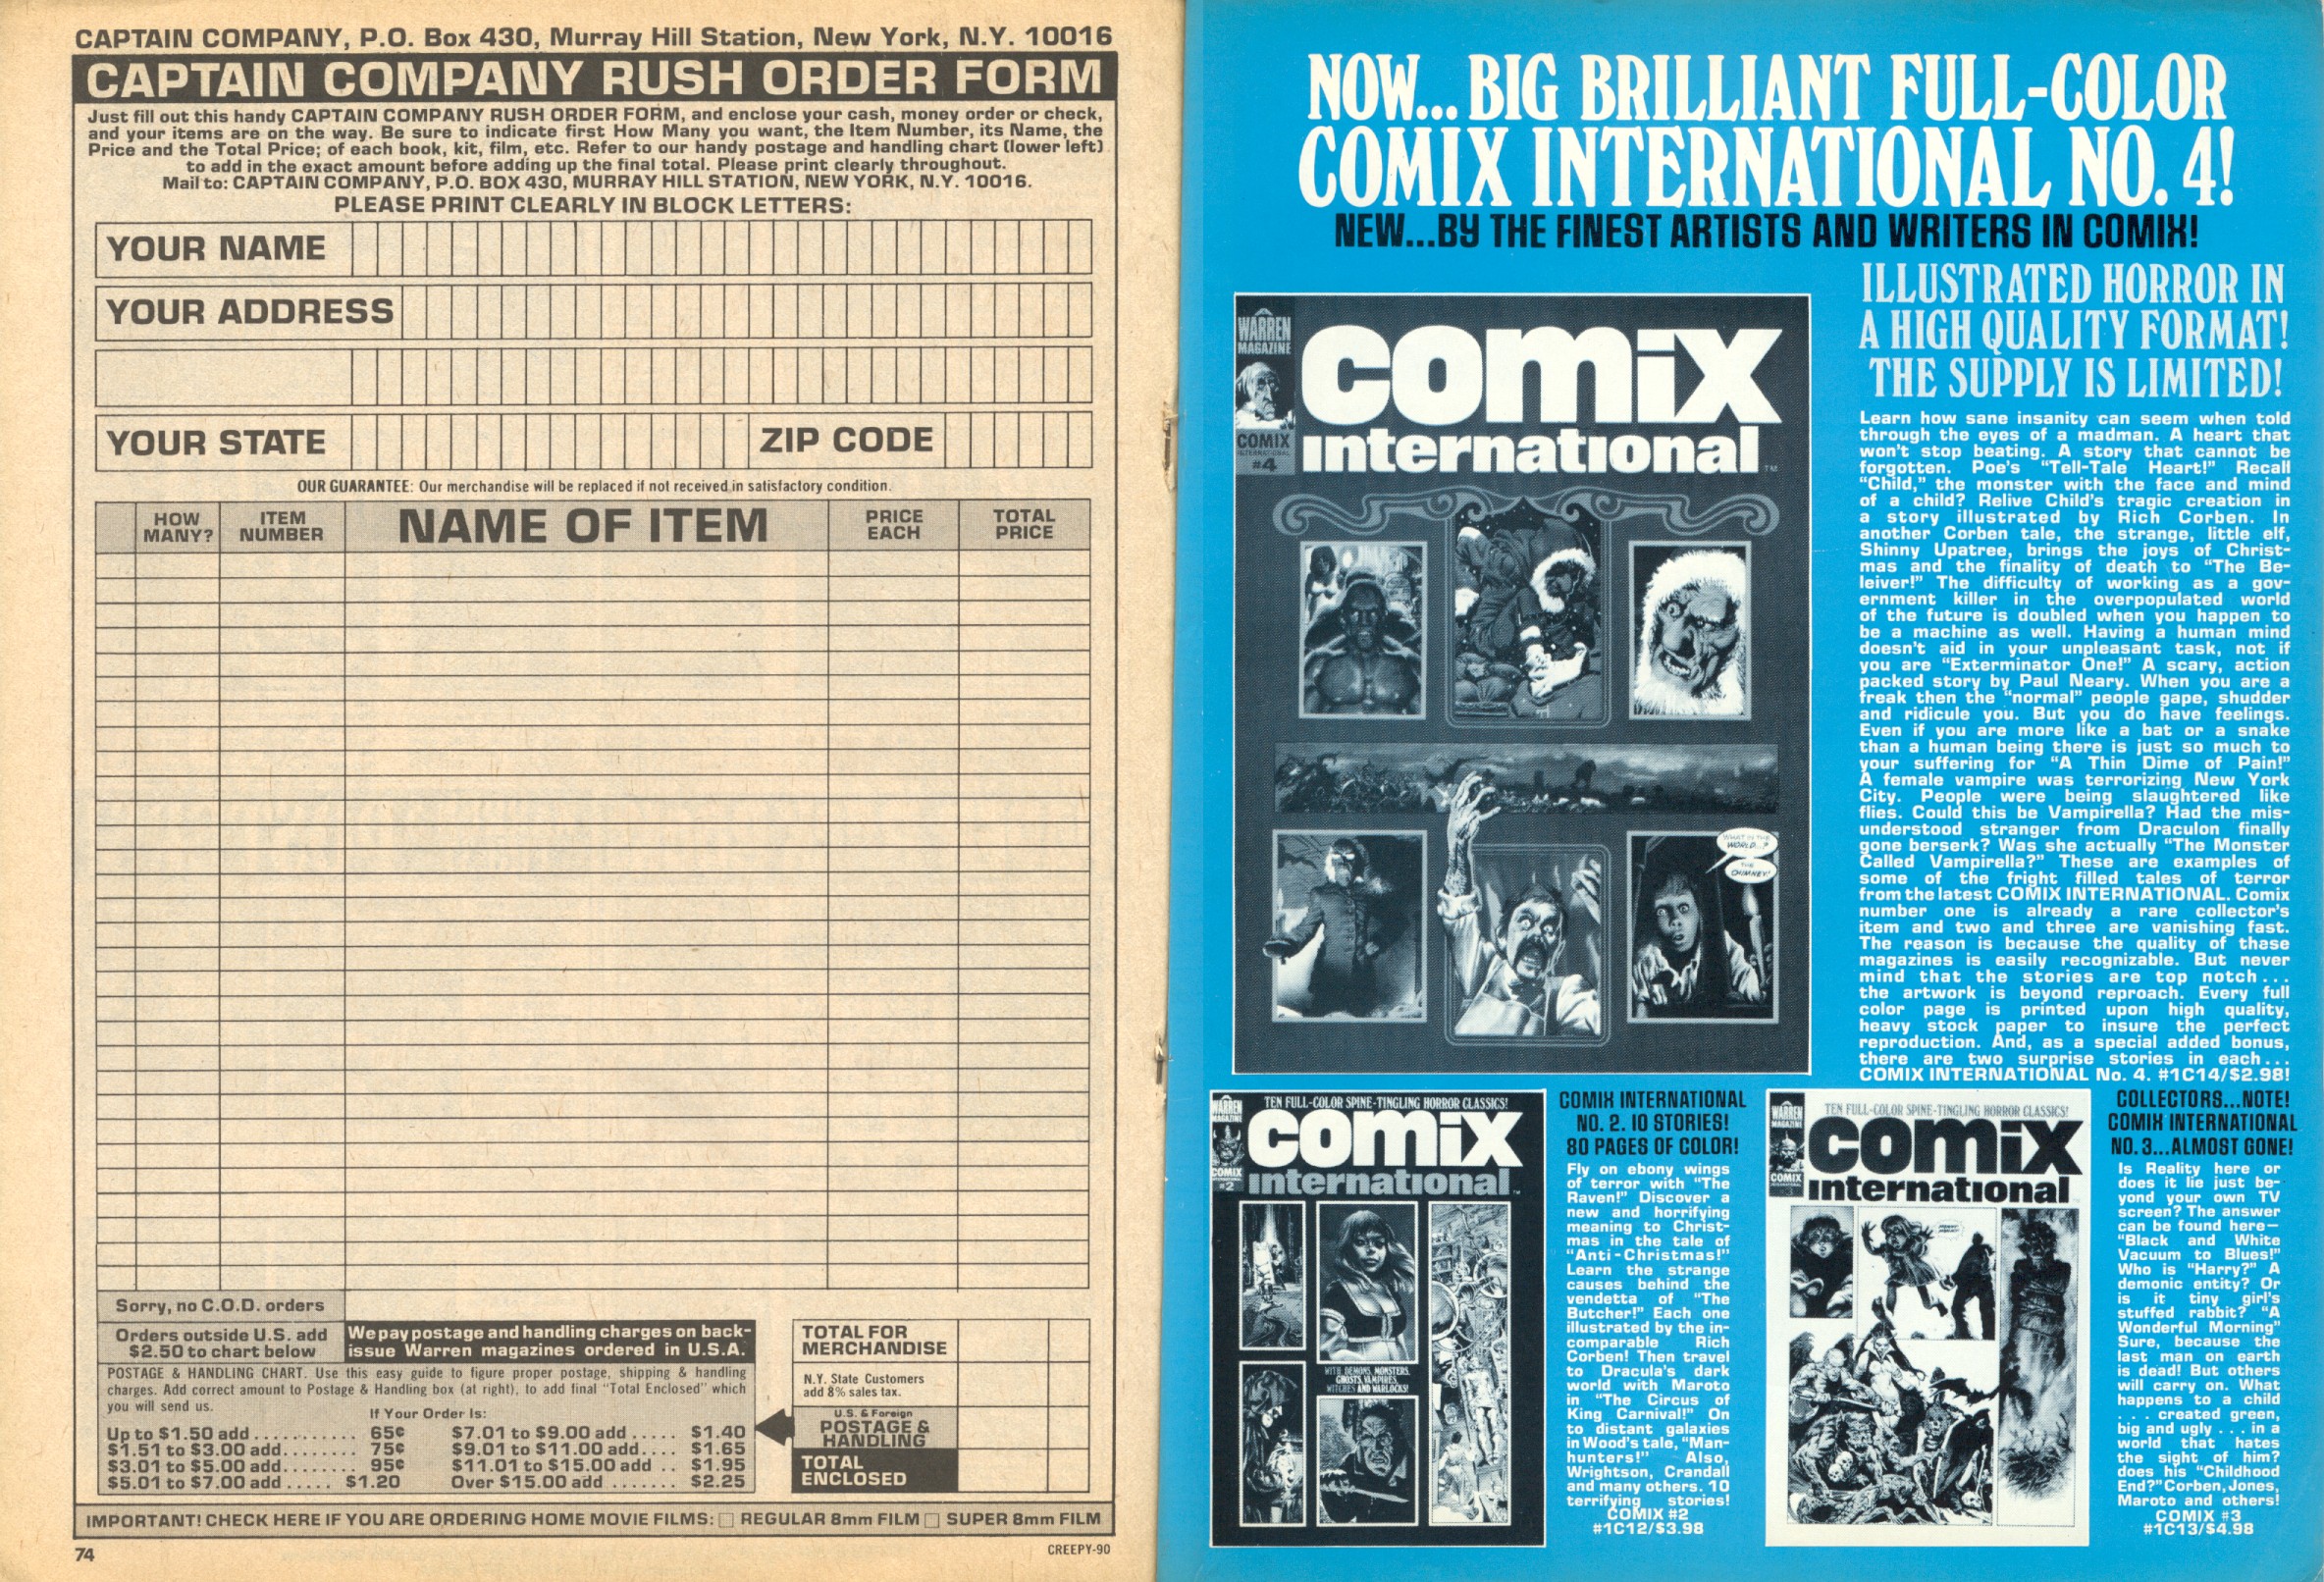 CAPTAIN COMPANY, P.O. Box 430, Murray Hill Station, New York, N.Y. 10016
CAPTAIN COMPANY RUSH ORDER FORM
Just fill out this handy CAPTAIN COMPANY RUSH ORDER FORM, and enclose your cash, money order or check,
and your items are on the way. Be sure to indicate first How Many you want, the Item Number, its Name, the
Price and the Total Price; of each book, kit, film, etc. Refer to our handy postage and handling chart (lower left)
to add in the exact amount before adding up the final total. Please print clearly throughout.
Mail to: CAPTAIN COMPANY, P.O. BOX 430, MURRAY HILL STATION, NEW YORK, N.Y. 10016.
PLEASE PRINT CLEARLY IN BLOCK LETTERS:
YOUR NAME
YOUR ADDRESS
YOUR STATE
ZIP CODE
OUR GUARANTEE: Our merchandise will be replaced if not received in satisfactory condition.
HOW MANY?
ITEM NUMBER
NAME OF ITEM
PRICE EACH
TOTAL PRICE
Sorry, no C.O.D. orders
Orders outside U.S. add
$2.50 to chart below
We pay postage and handling charges on back-
issue Warren magazines ordered in U.S.A.
POSTAGE & HANDLING CHART. Use this easy guide to figure proper postage, shipping & handling
charges. Add correct amount to Postage & Handling box (at right), to add final "Total Enclosed" which
you will send us.
If Your Order Is:
Up to $1.50 add ........... 65¢
$1.51 to $3.00 add........ 75¢
$3.01 to $5.00 add........ 95¢
$5.01 to $7.00 add ..... $1.20
$7.01 to $9.00 add ..... $1.40
$9.01 to $11.00 add.... $1.65
$11.01 to $15.00 add .. $1.95
Over $15.00 add ....... $2.25
TOTAL FOR
MERCHANDISE
N.Y. State Customers
add 8% sales tax.
U.S. & Foreign
POSTAGE &
HANDLING
TOTAL
ENCLOSED
IMPORTANT! CHECK HERE IF YOU ARE ORDERING HOME MOVIE FILMS: □ REGULAR 8mm FILM □ SUPER 8mm FILM
74
CREEPY-90
NOW... BIG BRILLIANT FULL-COLOR
COMIX INTERNATIONAL NO. 4!
NEW...BY THE FINEST ARTISTS AND WRITERS IN COMIX!
WARREN
MAGAZINE
COMIX
INTERNATIONAL
#4
comix
international
TM
WHAT IN THE
WORLD...?
THE
CHIMNEY!
ILLUSTRATED HORROR IN
A HIGH QUALITY FORMAT!
THE SUPPLY IS LIMITED!
Learn how sane insanity can seem when told
through the eyes of a madman. A heart that
won't stop beating. A story that cannot be
forgotten. Poe's "Tell-Tale Heart!" Recall
"Child," the monster with the face and mind
of a child? Relive Child's tragic creation in
a story illustrated by Rich Corben. In
another Corben tale, the strange, little elf,
Shinny Upatree, brings the joys of Christ-
mas and the finality of death to "The Be-
leiver!" The difficulty of working as a gov-
ernment killer in the overpopulated world
of the future is doubled when you happen to
be a machine as well. Having a human mind
doesn't aid in your unpleasant task, not if
you are "Exterminator One!" A scary, action
packed story by Paul Neary. When you are a
freak then the "normal" people gape, shudder
and ridicule you. But you do have feelings.
Even if you are more like a bat or a snake
than a human being there is just so much to
your suffering for "A Thin Dime of Pain!"
A female vampire was terrorizing New York
City. People were being slaughtered like
flies. Could this be Vampirella? Had the mis-
understood stranger from Draculon finally
gone berserk? Was she actually "The Monster
Called Vampirella?" These are examples of
some of the fright filled tales of terror
from the latest COMIX INTERNATIONAL. Comix
number one is already a rare collector's
item and two and three are vanishing fast.
The reason is because the quality of these
magazines is easily recognizable. But never
mind that the stories are top notch...
the artwork is beyond reproach. Every full
color page is printed upon high quality,
heavy stock paper to insure the perfect
reproduction. And, as a special added bonus,
there are two surprise stories in each...
COMIX INTERNATIONAL No. 4. #1C14/$2.98!
WARREN
MAGAZINE
COMIX
INTERNATIONAL
#2
TEN FULL-COLOR SPINE-TINGLING HORROR CLASSICS!
comix
international
TM
WITH DEMONS, MONSTERS,
GHOSTS, VAMPIRES,
WITCHES AND WARLOCKS!
COMIX INTERNATIONAL
NO. 2. 10 STORIES!
80 PAGES OF COLOR!
Fly on ebony wings
of terror with "The
Raven!" Discover a
new and horrifying
meaning to Christ-
mas in the tale of
"Anti-Christmas!"
Learn the strange
causes behind the
vendetta of "The
Butcher!" Each one
illustrated by the in-
comparable Rich
Corben! Then travel
to Dracula's dark
world with Maroto
in "The Circus of
King Carnival!" On
to distant galaxies
in Wood's tale, "Man-
hunters!" Also,
Wrightson, Crandall
and many others. 10
terrifying stories!
COMIX #2
#1C12/$3.98
WARREN
MAGAZINE
COMIX
TEN FULL-COLOR SPINE-TINGLING HORROR CLASSICS!
comix
international
COLLECTORS...NOTE!
COMIX INTERNATIONAL
NO. 3...ALMOST GONE!
Is Reality here or
does it lie just be-
yond your own TV
screen? The answer
can be found here—
"Black and White
Vacuum to Blues!"
Who is "Harry?" A
demonic entity? Or
is it tiny girl's
stuffed rabbit? "A
Wonderful Morning"
Sure, because the
last man on earth
is dead! But others
will carry on. What
happens to a child
. . . created green,
big and ugly . . . in a
world that hates
the sight of him?
does his "Childhood
End?" Corben, Jones,
Maroto and others!
COMIX #3
#1C13/$4.98